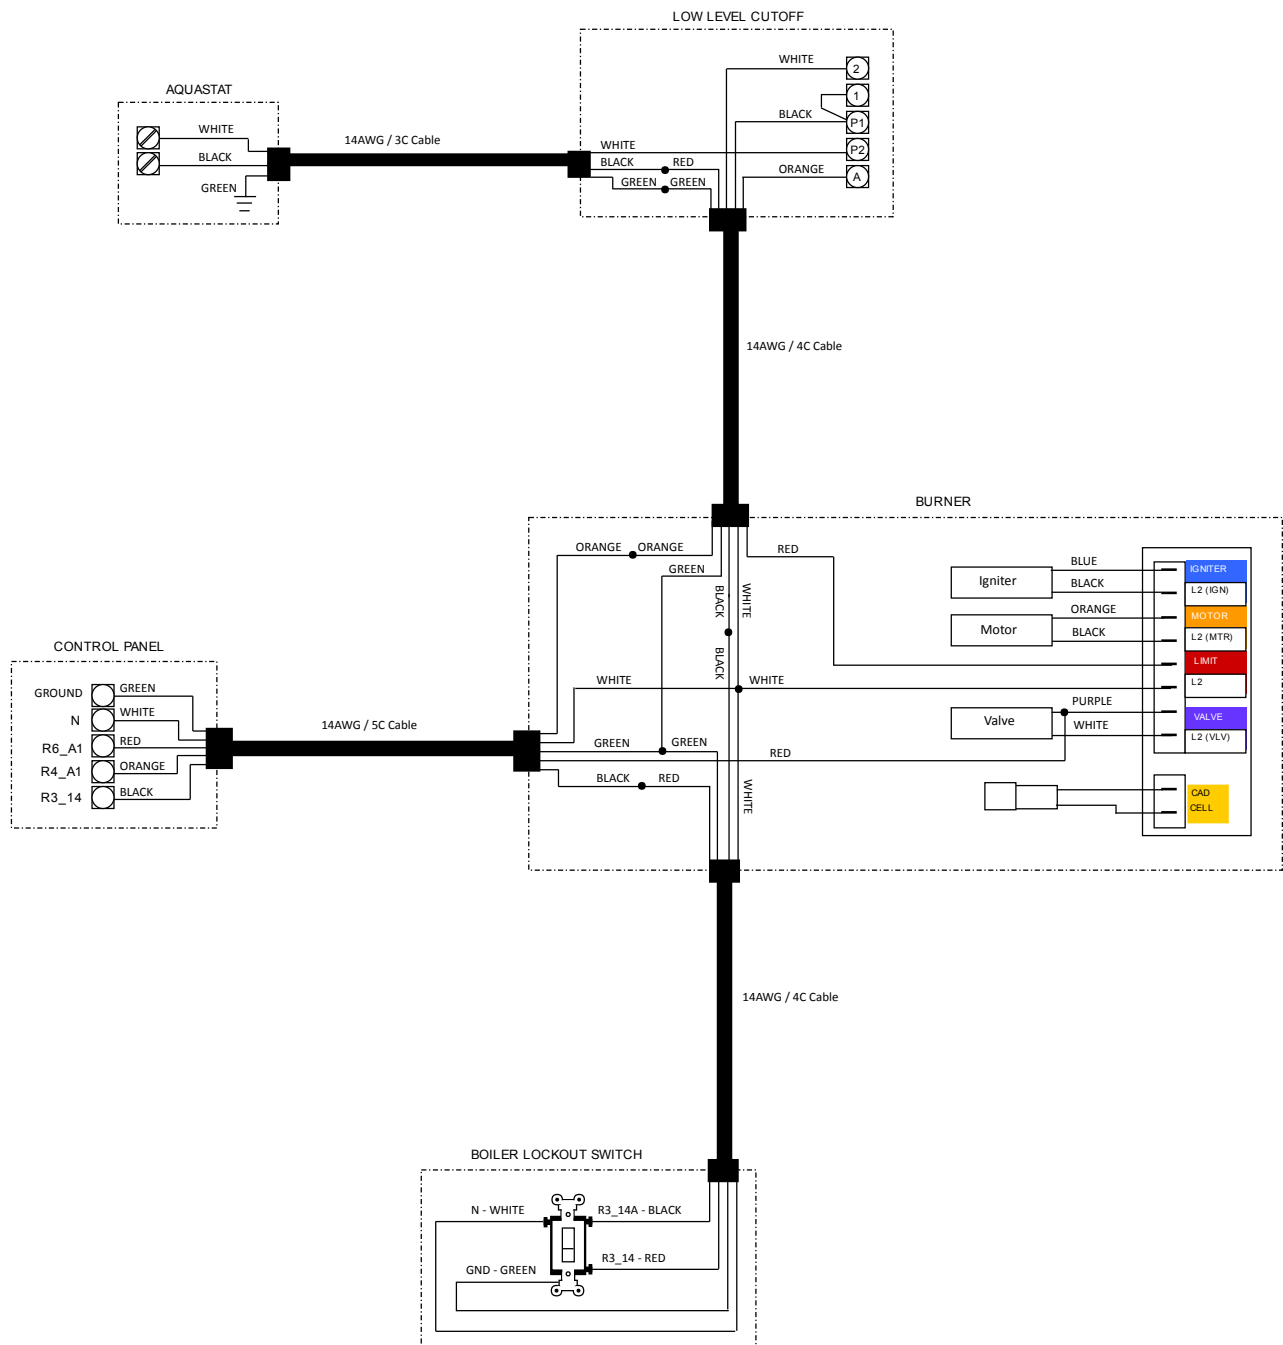 LOW LEVEL CUTOFF
WHITE
2
1
BLACK
P1
P2
ORANGE
A
WHITE
BLACK
RED
GREEN
GREEN
AQUASTAT
WHITE
BLACK
GREEN
14AWG / 3C Cable
14AWG / 4C Cable
BURNER
ORANGE
ORANGE
RED
GREEN
BLACK
WHITE
BLACK
WHITE
WHITE
GREEN
GREEN
RED
BLACK
RED
WHITE
Igniter
BLUE
BLACK
IGNITER
L2 (IGN)
Motor
ORANGE
BLACK
MOTOR
L2 (MTR)
LIMIT
L2
Valve
PURPLE
WHITE
VALVE
L2 (VLV)
CAD
CELL
CONTROL PANEL
GROUND
GREEN
N
WHITE
R6_A1
RED
R4_A1
ORANGE
R3_14
BLACK
14AWG / 5C Cable
14AWG / 4C Cable
BOILER LOCKOUT SWITCH
N - WHITE
R3_14A - BLACK
R3_14 - RED
GND - GREEN